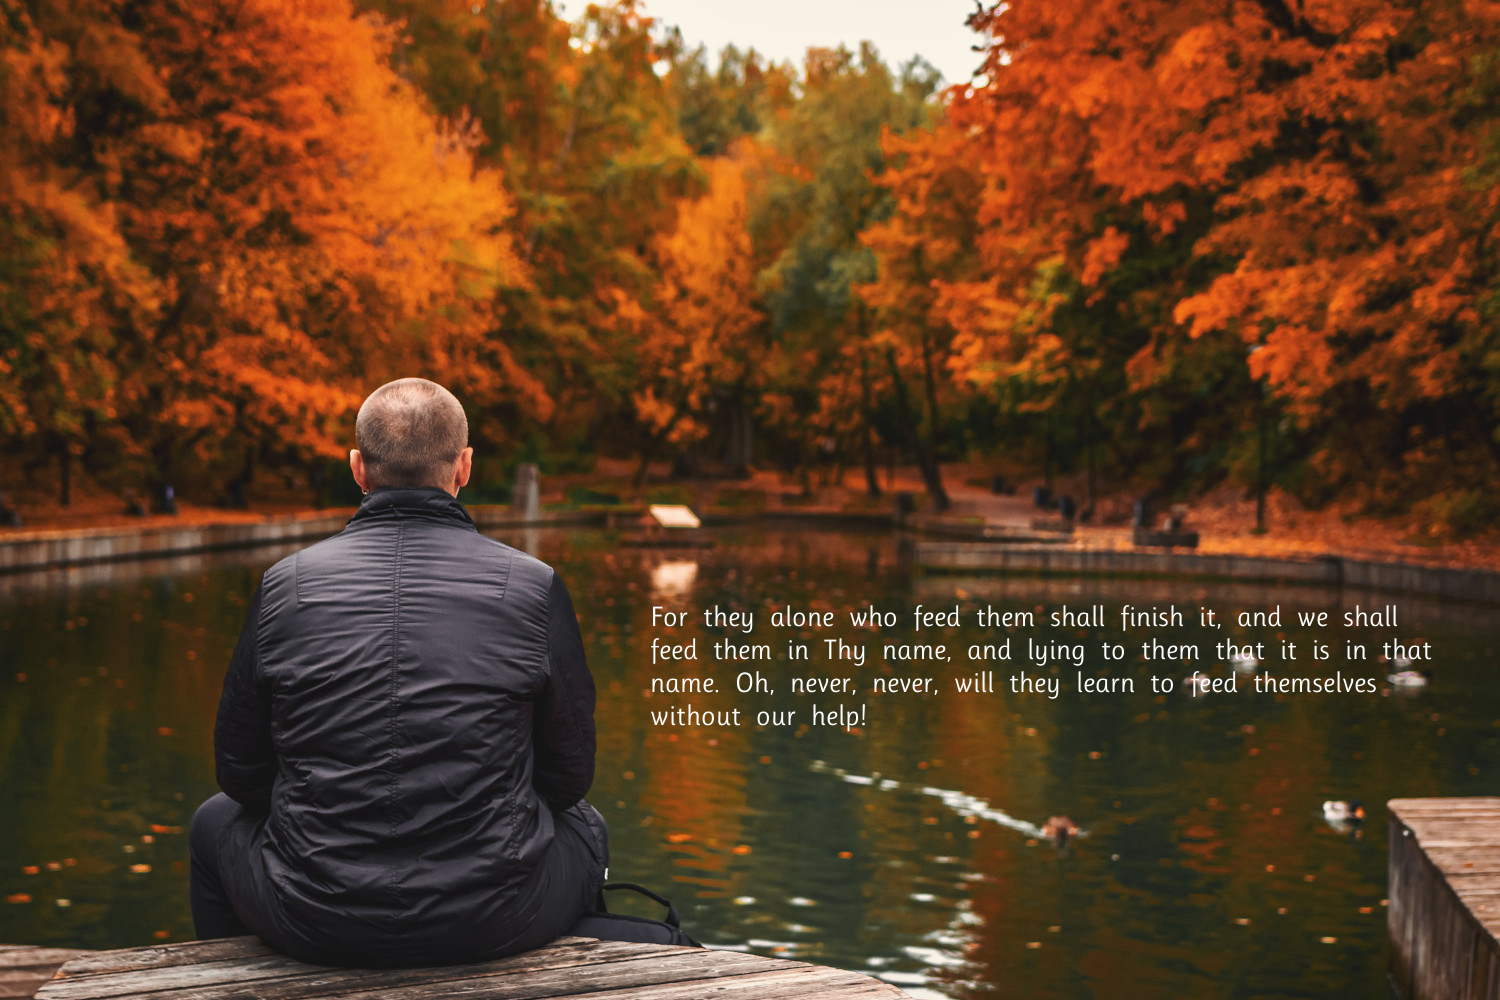 For they alone who feed them shall finish it, and we shall
feed them in Thy name, and lying to them that it is in that
name. Oh, never, never, will they learn to feed themselves
without our help!